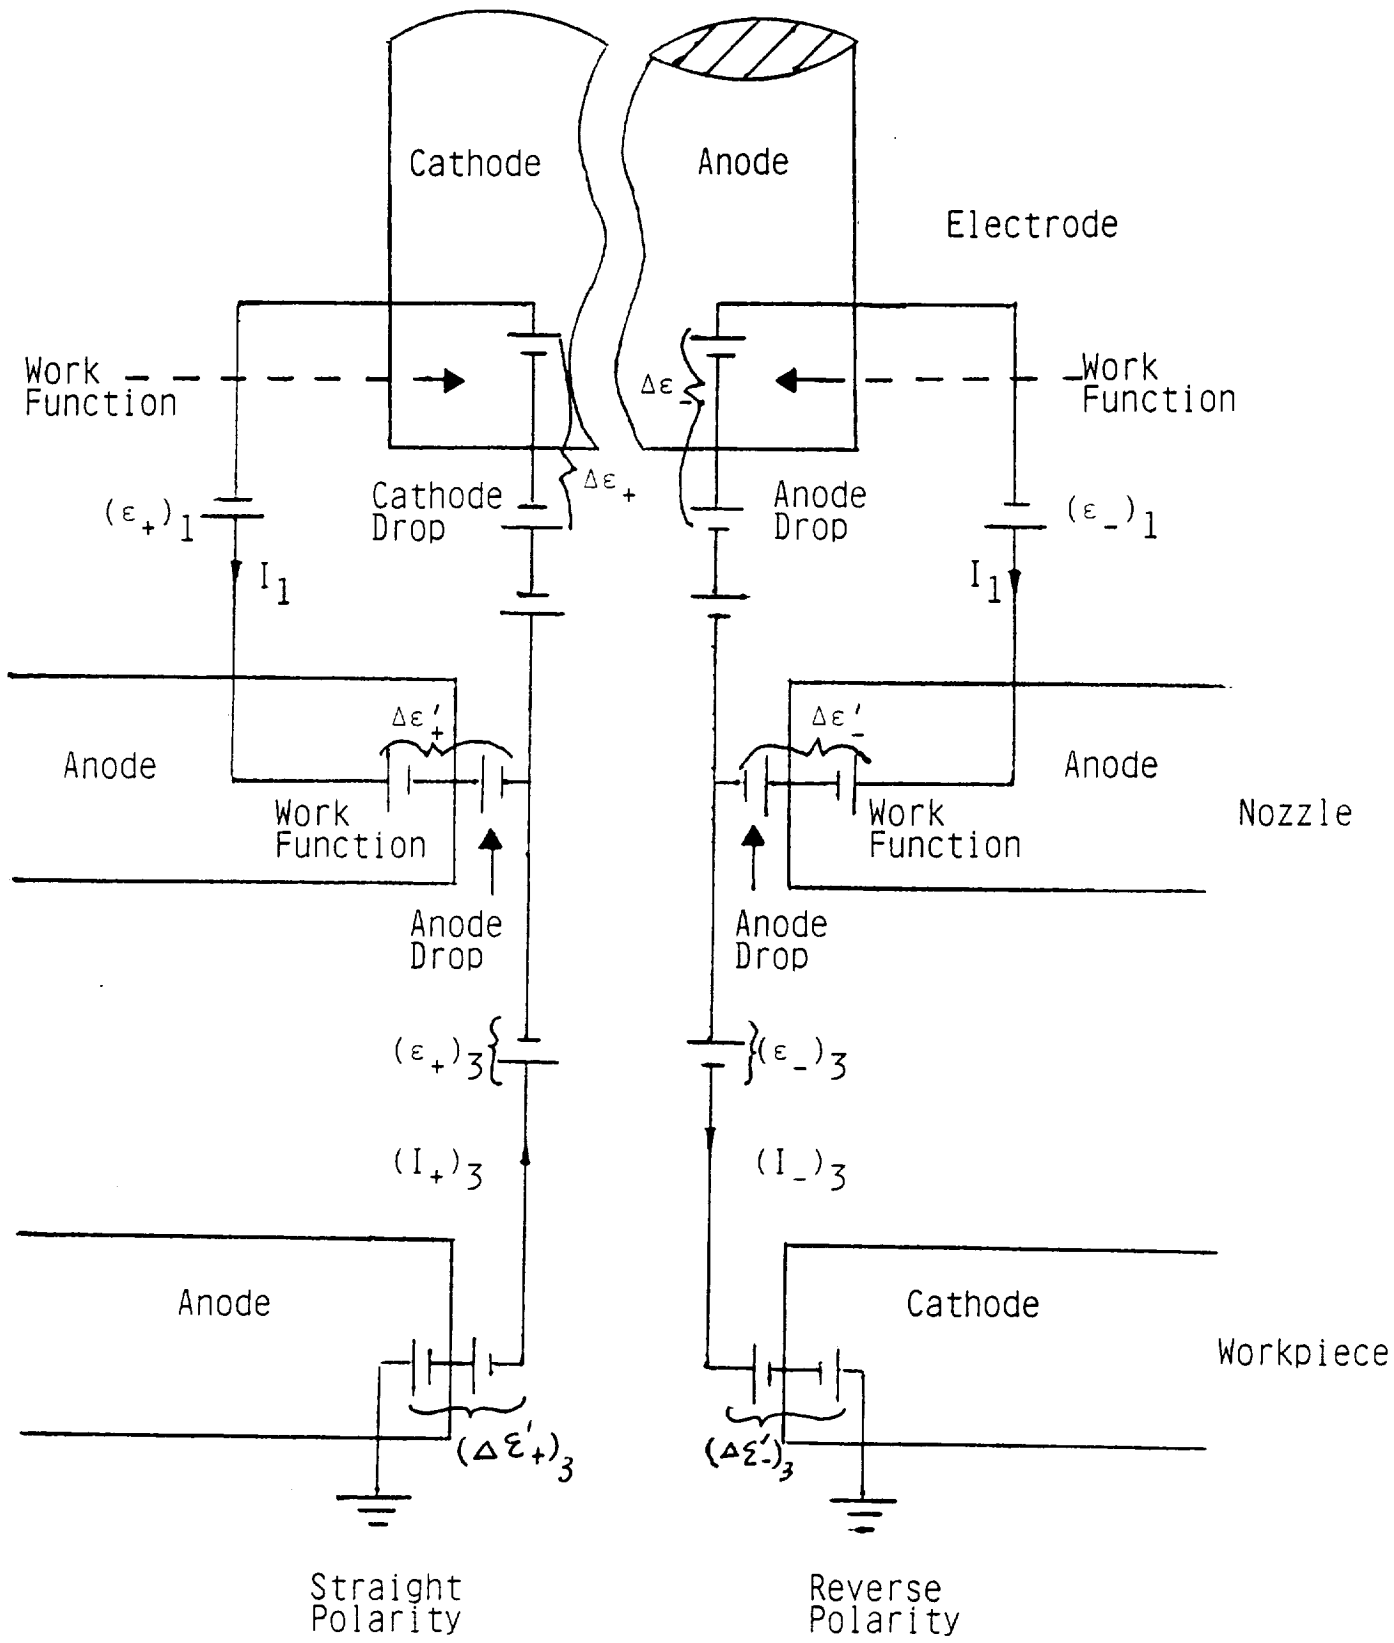 Cathode
Anode
Electrode
Work
Function
Δε
-
Work
Function
Δε+
Cathode
Drop
Anode
Drop
(ε+)1
(ε-)1
I1
I1
Δε'+
Δε'-
Anode
Anode
Work
Function
Work
Function
Nozzle
Anode
Drop
Anode
Drop
(ε+)3
(ε-)3
(I+)3
(I-)3
Anode
Cathode
Workpiece
(Δε'+)3
(Δε'-)3
Straight
Polarity
Reverse
Polarity